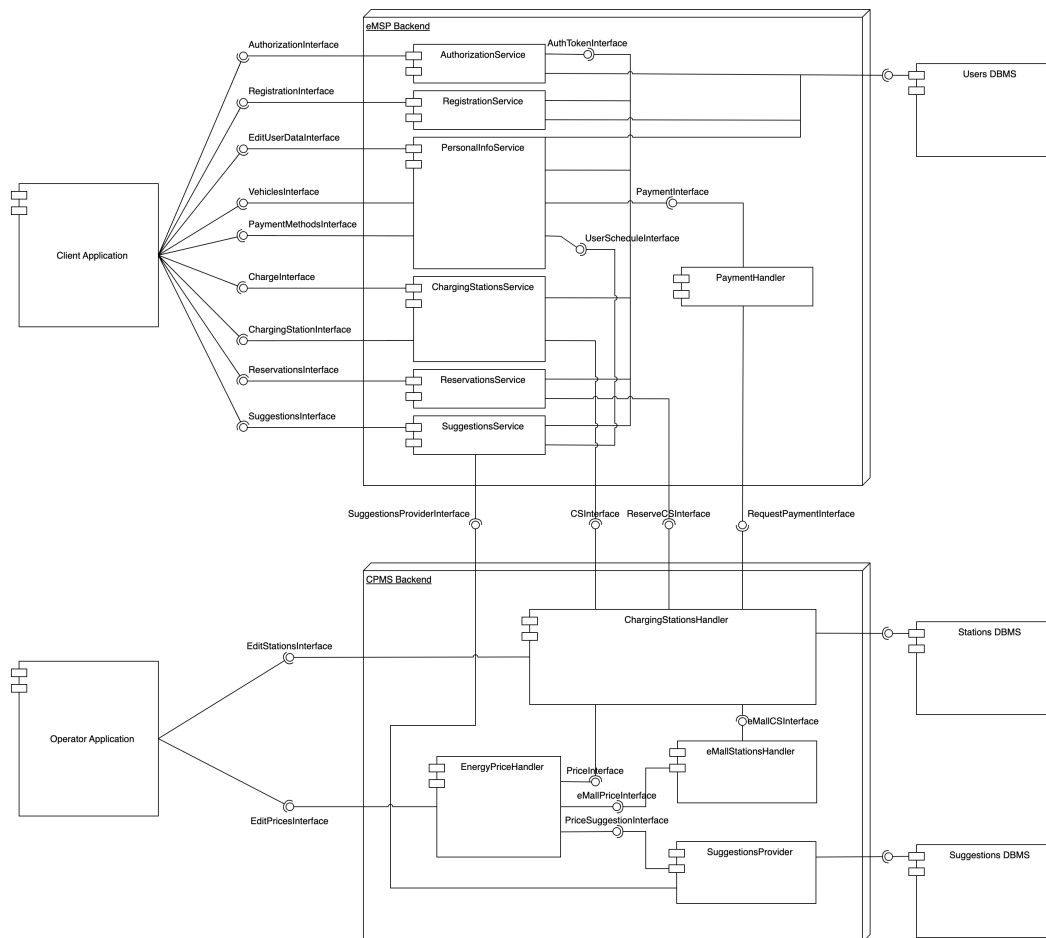 eMSP Backend
AuthorizationInterface
AuthorizationService
AuthTokenInterface
Users DBMS
RegistrationInterface
RegistrationService
EditUserDataInterface
PersonalInfoService
VehiclesInterface
PaymentInterface
PaymentMethodsInterface
UserScheduleInterface
Client Application
ChargeInterface
ChargingStationsService
PaymentHandler
ChargingStationInterface
ReservationsInterface
ReservationsService
SuggestionsInterface
SuggestionsService
SuggestionsProviderInterface
CSInterface
ReserveCSInterface
RequestPaymentInterface
CPMS Backend
ChargingStationsHandler
Stations DBMS
EditStationsInterface
Operator Application
eMallCSInterface
eMallStationsHandler
EnergyPriceHandler
PriceInterface
eMallPriceInterface
EditPricesInterface
PriceSuggestionInterface
SuggestionsProvider
Suggestions DBMS